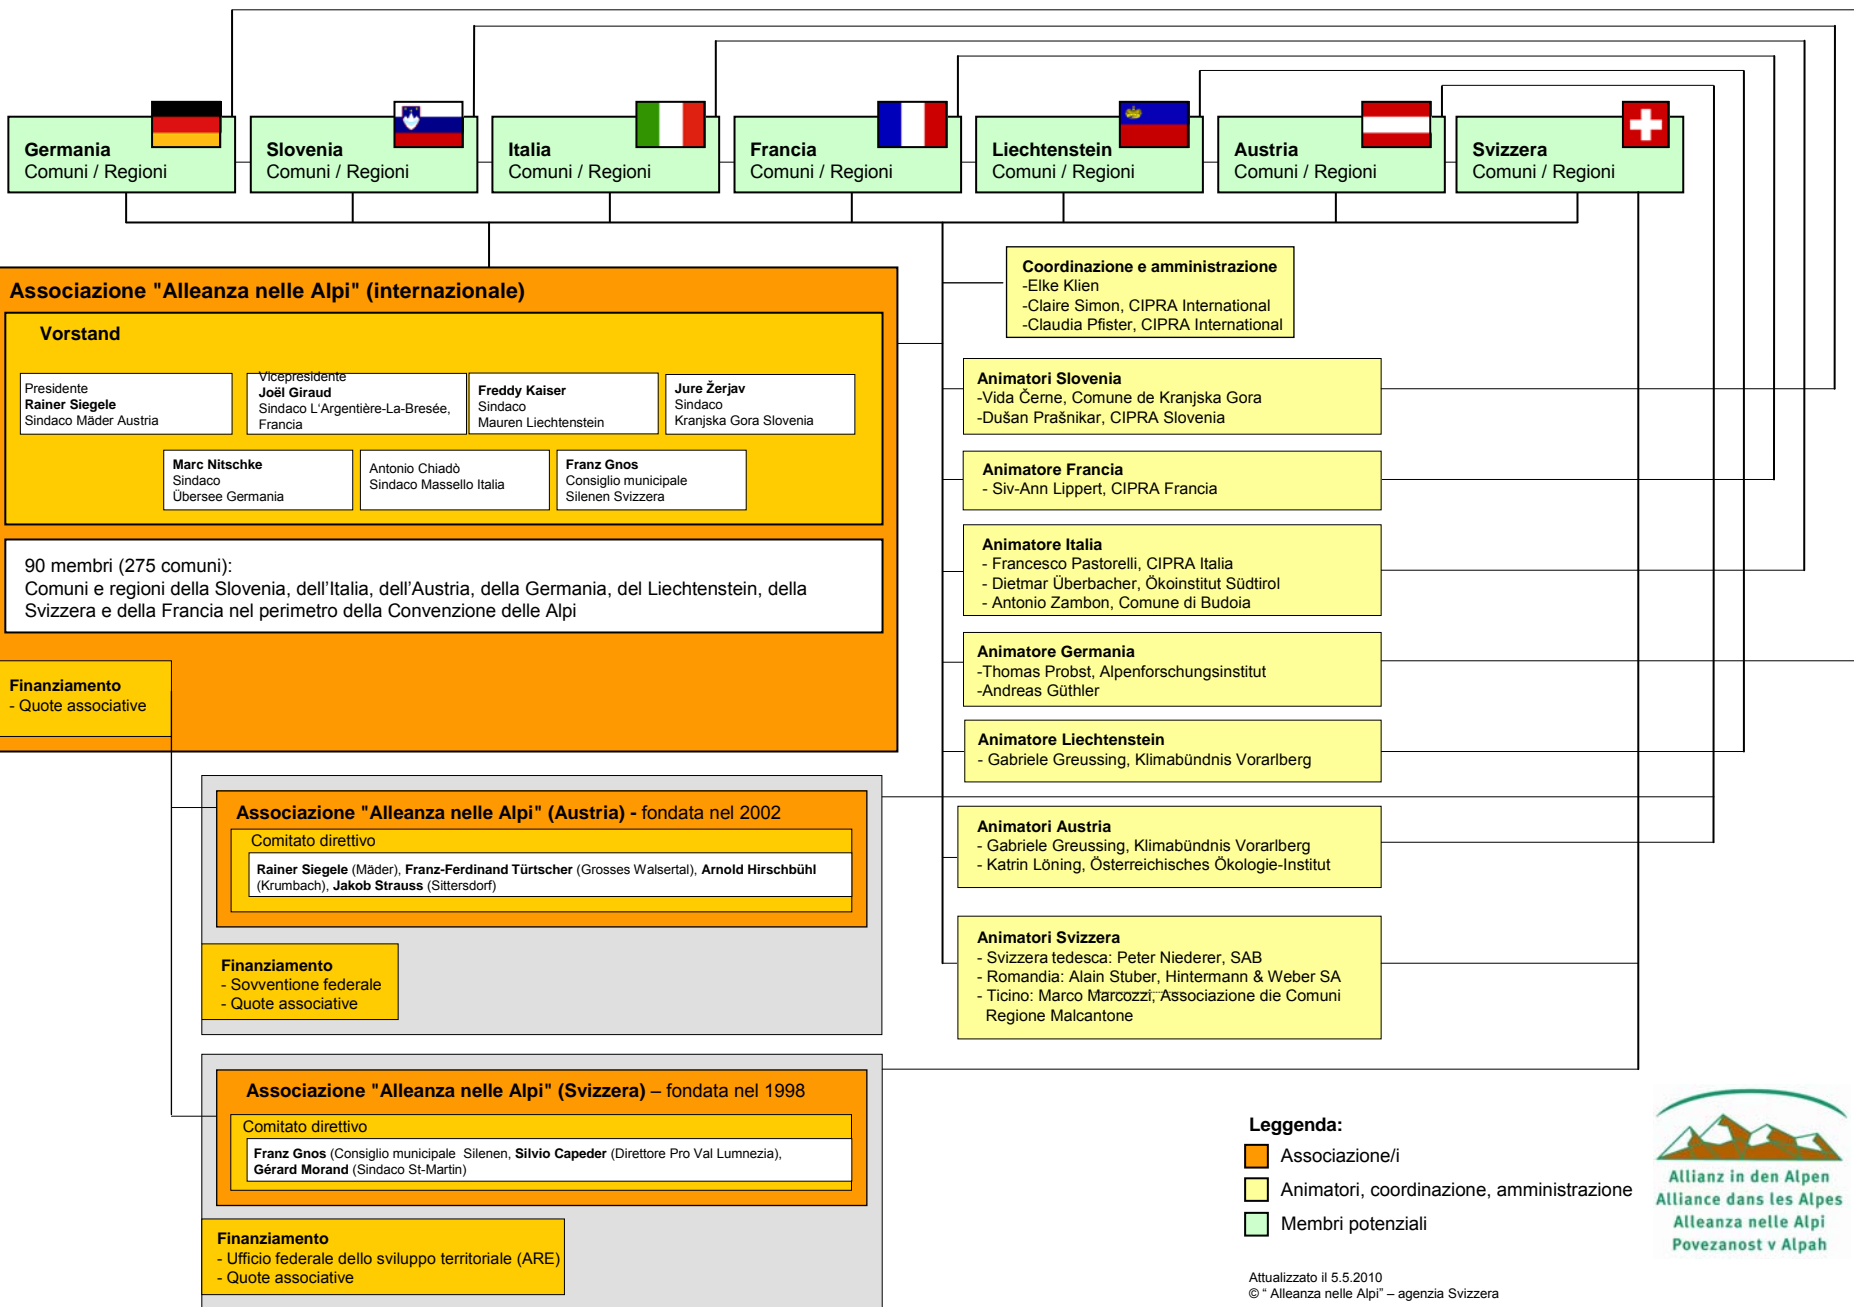 Germania
Comuni / Regioni
Slovenia
Comuni / Regioni
Italia
Comuni / Regioni
Francia
Comuni / Regioni
Liechtenstein
Comuni / Regioni
Austria
Comuni / Regioni
Svizzera
Comuni / Regioni
Associazione "Alleanza nelle Alpi" (internazionale)
Vorstand
Presidente
Rainer Siegele
Sindaco Mäder Austria
Vicepresidente
Joël Giraud
Sindaco L'Argentière-La-Bresée,
Francia
Freddy Kaiser
Sindaco
Mauren Liechtenstein
Jure Žerjav
Sindaco
Kranjska Gora Slovenia
Marc Nitschke
Sindaco
Übersee Germania
Antonio Chiadò
Sindaco Massello Italia
Franz Gnos
Consiglio municipale
Silenen Svizzera
90 membri (275 comuni):
Comuni e regioni della Slovenia, dell'Italia, dell'Austria, della Germania, del Liechtenstein, della
Svizzera e della Francia nel perimetro della Convenzione delle Alpi
Finanziamento
- Quote associative
Associazione "Alleanza nelle Alpi" (Austria) - fondata nel 2002
Comitato direttivo
Rainer Siegele (Mäder), Franz-Ferdinand Türtscher (Grosses Walsertal), Arnold Hirschbühl
(Krumbach), Jakob Strauss (Sittersdorf)
Finanziamento
- Sovventione federale
- Quote associative
Associazione "Alleanza nelle Alpi" (Svizzera) – fondata nel 1998
Comitato direttivo
Franz Gnos (Consiglio municipale Silenen, Silvio Capeder (Direttore Pro Val Lumnezia),
Gérard Morand (Sindaco St-Martin)
Finanziamento
- Ufficio federale dello sviluppo territoriale (ARE)
- Quote associative
Coordinazione e amministrazione
-Elke Klien
-Claire Simon, CIPRA International
-Claudia Pfister, CIPRA International
Animatori Slovenia
-Vida Černe, Comune de Kranjska Gora
-Dušan Prašnikar, CIPRA Slovenia
Animatore Francia
- Siv-Ann Lippert, CIPRA Francia
Animatore Italia
- Francesco Pastorelli, CIPRA Italia
- Dietmar Überbacher, Ökoinstitut Südtirol
- Antonio Zambon, Comune di Budoia
Animatore Germania
-Thomas Probst, Alpenforschungsinstitut
-Andreas Güthler
Animatore Liechtenstein
- Gabriele Greussing, Klimabündnis Vorarlberg
Animatori Austria
- Gabriele Greussing, Klimabündnis Vorarlberg
- Katrin Löning, Österreichisches Ökologie-Institut
Animatori Svizzera
- Svizzera tedesca: Peter Niederer, SAB
- Romandia: Alain Stuber, Hintermann & Weber SA
- Ticino: Marco Marcozzi, Associazione die Comuni
Regione Malcantone
Leggenda:
Associazione/i
Animatori, coordinazione, amministrazione
Membri potenziali
Attualizzato il 5.5.2010
© " Alleanza nelle Alpi" – agenzia Svizzera
Allianz in den Alpen
Alliance dans les Alpes
Alleanza nelle Alpi
Povezanost v Alpah